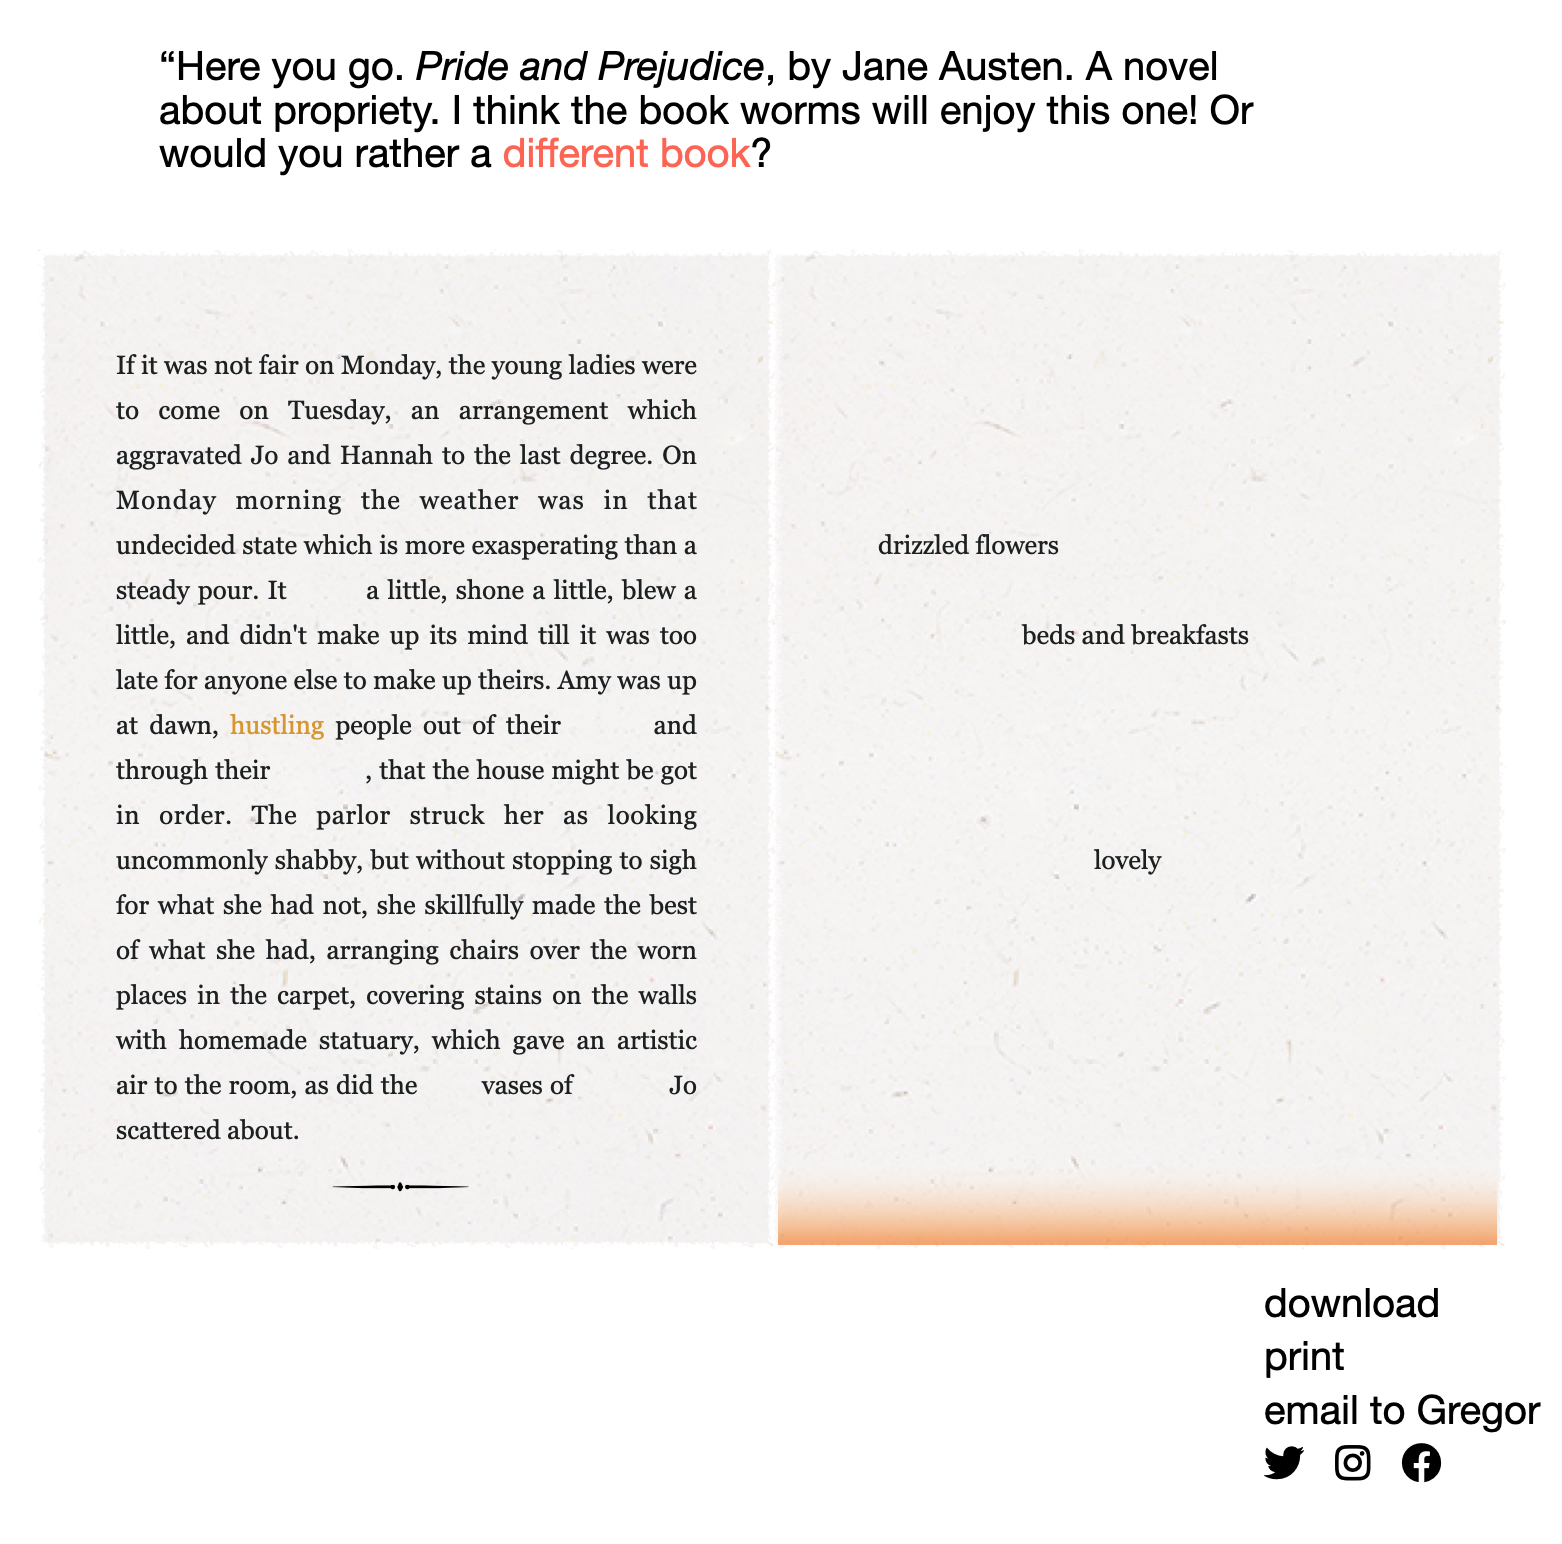 “Here you go. Pride and Prejudice, by Jane Austen. A novel
about propriety. I think the book worms will enjoy this one! Or
would you rather a different book?
If it was not fair on Monday, the young ladies were
to come on Tuesday, an arrangement which
aggravated Jo and Hannah to the last degree. On
Monday morning the weather was in that
undecided state which is more exasperating than a
steady pour. It a little, shone a little, blew a
little, and didn't make up its mind till it was too
late for anyone else to make up theirs. Amy was up
at dawn, hustling people out of their and
through their , that the house might be got
in order. The parlor struck her as looking
uncommonly shabby, but without stopping to sigh
for what she had not, she skillfully made the best
of what she had, arranging chairs over the worn
places in the carpet, covering stains on the walls
with homemade statuary, which gave an artistic
air to the room, as did the vases of Jo
scattered about.
drizzled flowers
beds and breakfasts
lovely
download
print
email to Gregor